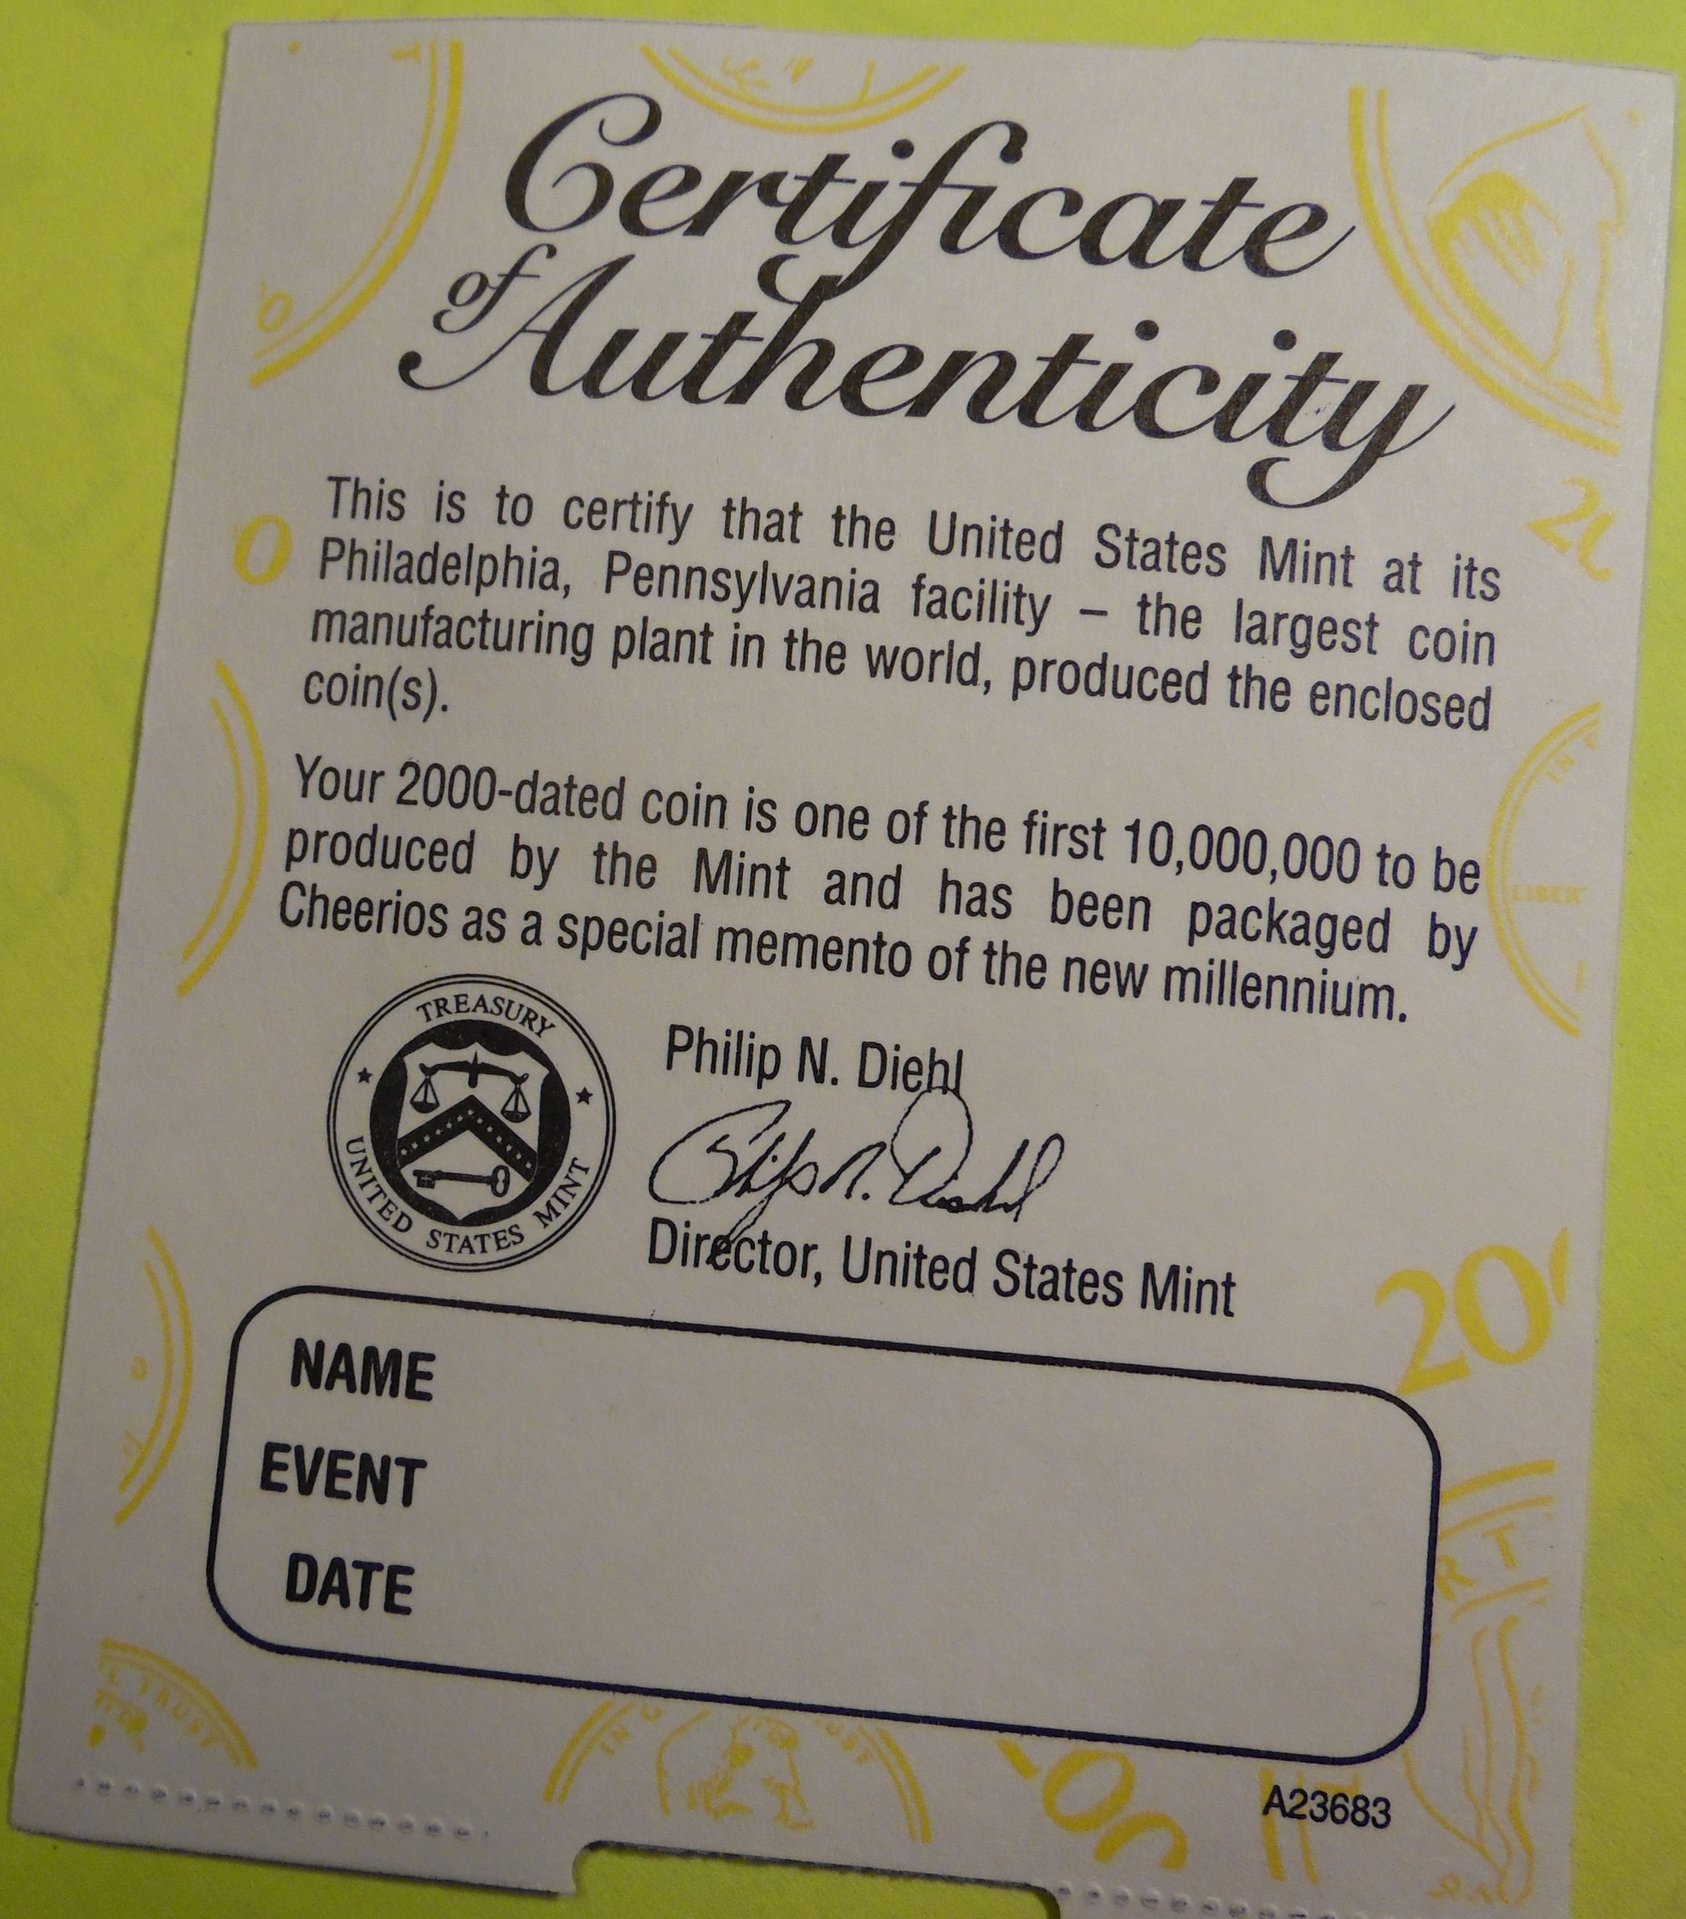 Certificate
of Authenticity
This is to certify that the United States Mint at its
Philadelphia, Pennsylvania facility – the largest coin
manufacturing plant in the world, produced the enclosed
coin(s).
Your 2000-dated coin is one of the first 10,000,000 to be
produced by the Mint and has been packaged by
Cheerios as a special memento of the new millennium.
TREASURY
UNITED STATES MINT
Philip N. Diehl
Philip N. Diehl
Director, United States Mint
NAME
EVENT
DATE
A23683